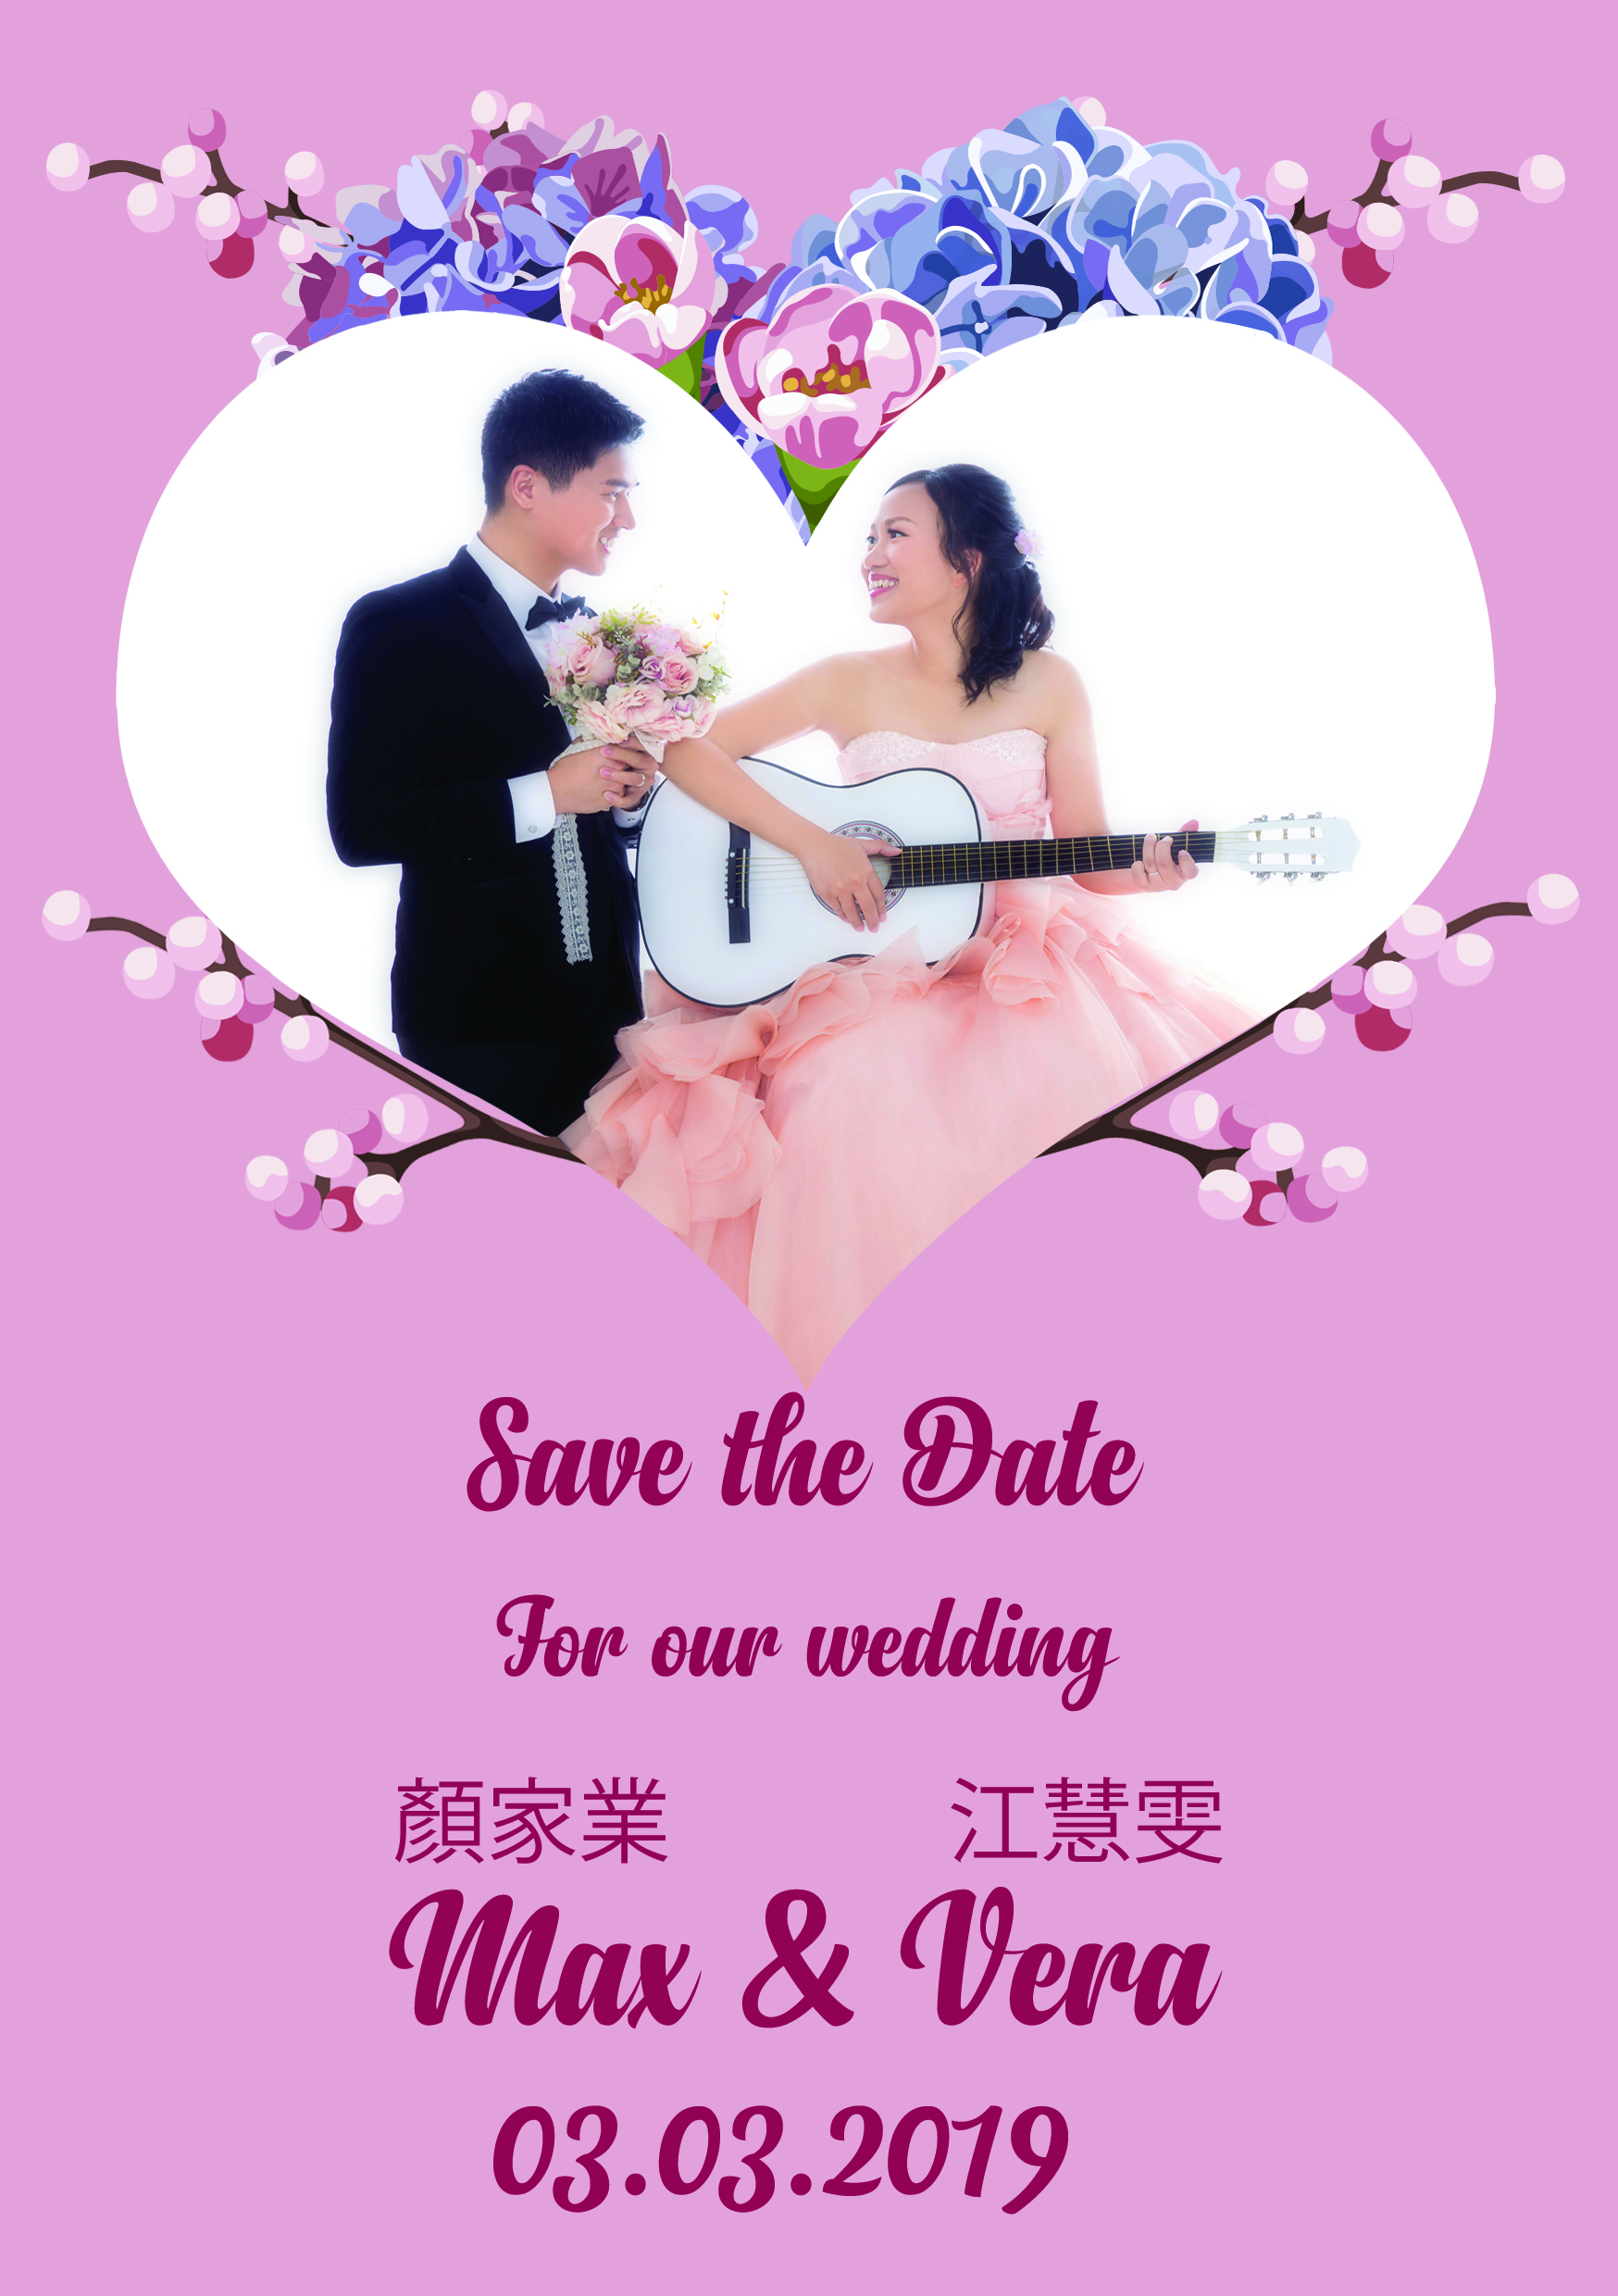 Save the Date
For our wedding
顏家業 江慧雯
Max & Vera
03.03.2019